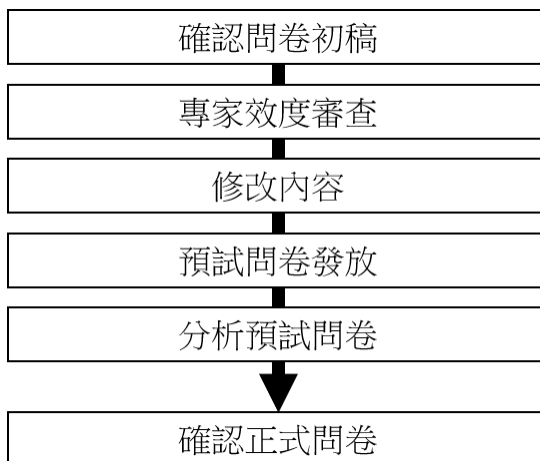 確認問卷初稿
專家效度審查
修改內容
預試問卷發放
分析預試問卷
確認正式問卷